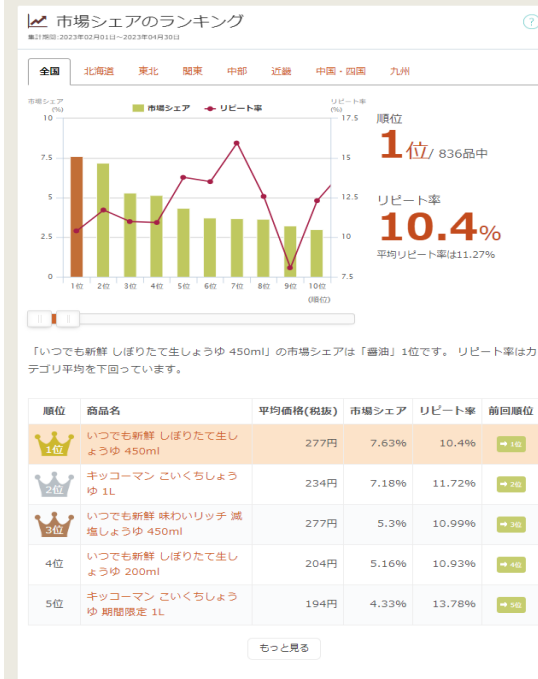 市場シェアのランキング
?
集計期間:2023年02月01日～2023年04月30日
全国 北海道 東北 関東 中部 近畿 中国・四国 九州
市場シェア
(%)
市場シェア リピート率
リピート率
(%)
10 17.5
7.5 15
5 12.5
2.5 10
0 7.5
1位 2位 3位 4位 5位 6位 7位 8位 9位 10位
(順位)
順位
1位/ 836品中
リピート率
10.4%
平均リピート率は11.27%
「いつでも新鮮 しぼりたて生しょうゆ 450ml」の市場シェアは「醤油」1位です。 リピート率はカ
テゴリ平均を下回っています。
順位 商品名 平均価格(税抜) 市場シェア リピート率 前回順位
1位 いつでも新鮮 しぼりたて生し
ょうゆ 450ml 277円 7.63% 10.4% ➡ 1位
2位 キッコーマン こいくちしょう
ゆ 1L 234円 7.18% 11.72% ➡ 2位
3位 いつでも新鮮 味わいリッチ 減
塩しょうゆ 450ml 277円 5.3% 10.99% ➡ 3位
4位 いつでも新鮮 しぼりたて生し
ょうゆ 200ml 204円 5.16% 10.93% ➡ 4位
5位 キッコーマン こいくちしょう
ゆ 期間限定 1L 194円 4.33% 13.78% ➡ 5位
もっと見る